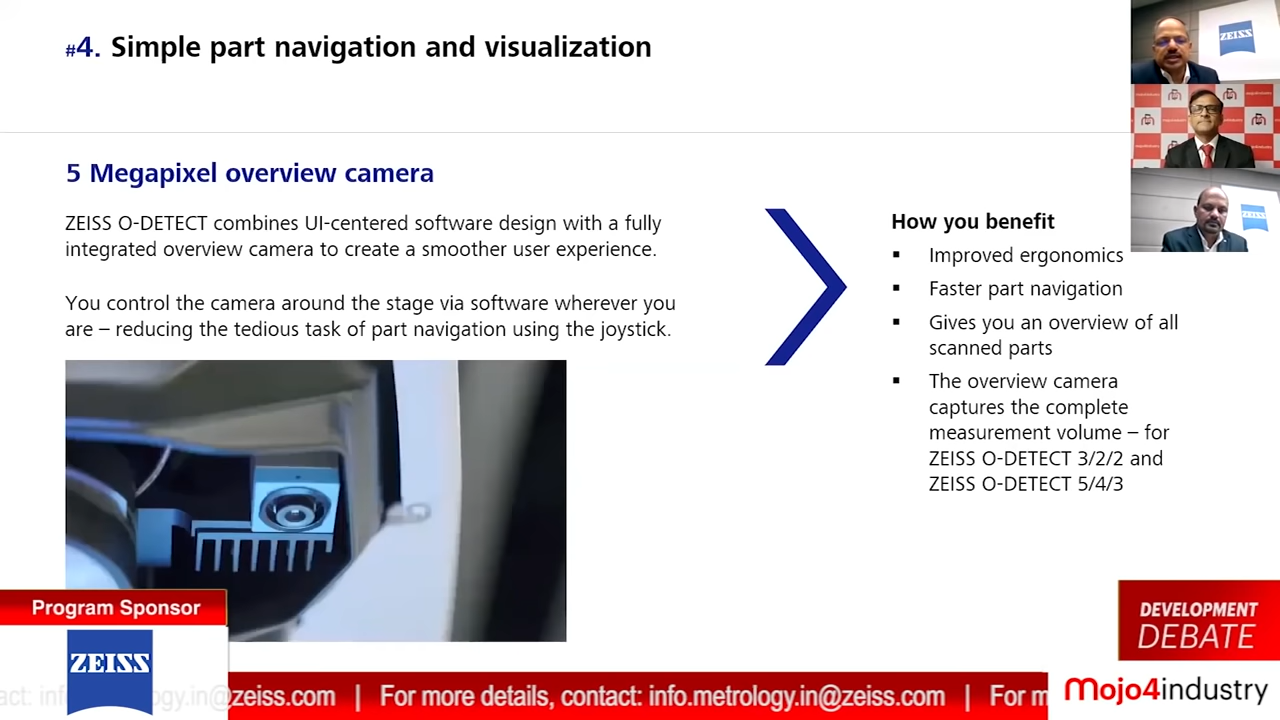 #4. Simple part navigation and visualization
ZEISS
5 Megapixel overview camera
ZEISS O-DETECT combines UI-centered software design with a fully
integrated overview camera to create a smoother user experience.
You control the camera around the stage via software wherever you
are – reducing the tedious task of part navigation using the joystick.
How you benefit
ZEISS
▪ Improved ergonomics
▪ Faster part navigation
▪ Gives you an overview of all
scanned parts
▪ The overview camera
captures the complete
measurement volume – for
ZEISS O-DETECT 3/2/2 and
ZEISS O-DETECT 5/4/3
Program Sponsor
ZEISS
DEVELOPMENT
DEBATE
act: info.metrology.in@zeiss.com | For more details, contact: info.metrology.in@zeiss.com | For m
Mojo4industry